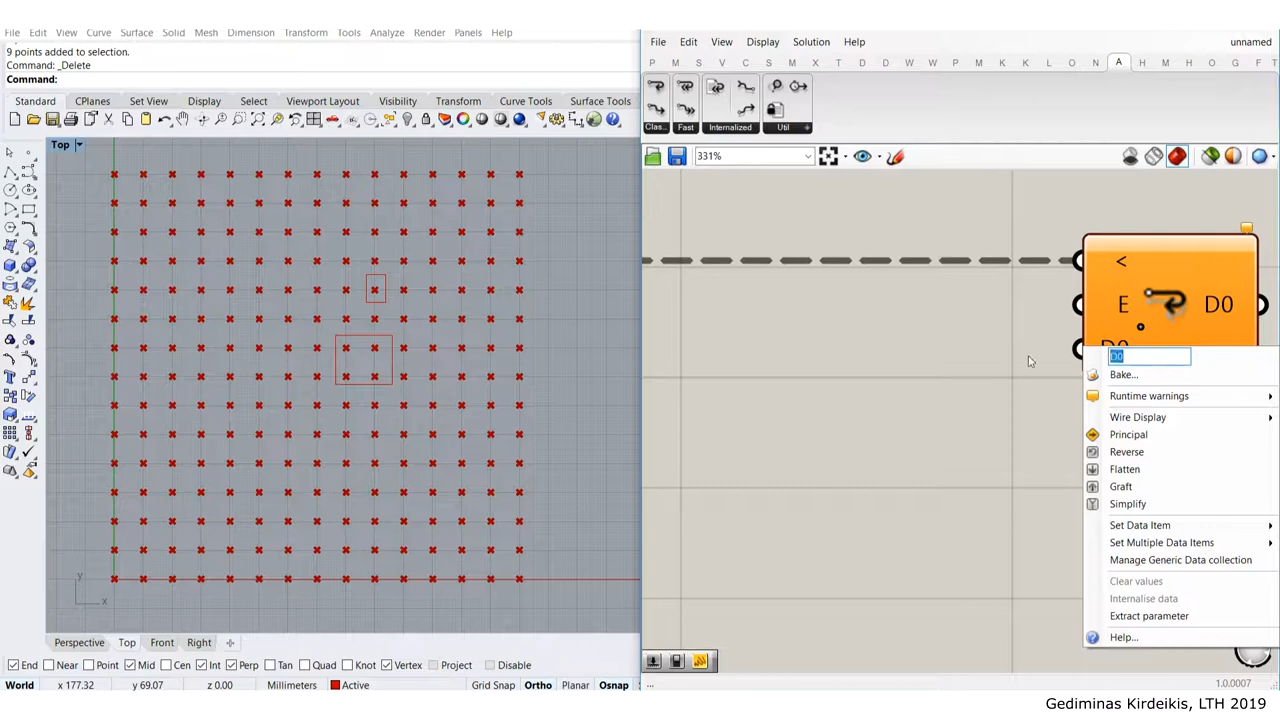 File Edit View Curve Surface Solid Mesh Dimension Transform Tools Analyze Render Panels Help
9 points added to selection.
Command: _Delete
Command:
Standard CPlanes Set View Display Select Viewport Layout Visibility Transform Curve Tools Surface Tools
Top
y
x
Perspective Top Front Right
End Near Point Mid Cen Int Perp Tan Quad Knot Vertex Project Disable
World x 177.32 y 69.07 z 0.00 Millimeters Active Grid Snap Ortho Planar Osnap
File Edit View Display Solution Help unnamed
P M S V C S M X T D D V W P M K K L O N A H M H O G F T
Clas... Fast Internalized Util
331%
<
E D0
D0
D0
Bake...
Runtime warnings
Wire Display
Principal
Reverse
Flatten
Graft
Simplify
Set Data Item
Set Multiple Data Items
Manage Generic Data collection
Clear values
Internalise data
Extract parameter
Help...
... 1.0.0007
Gediminas Kirdeikis, LTH 2019